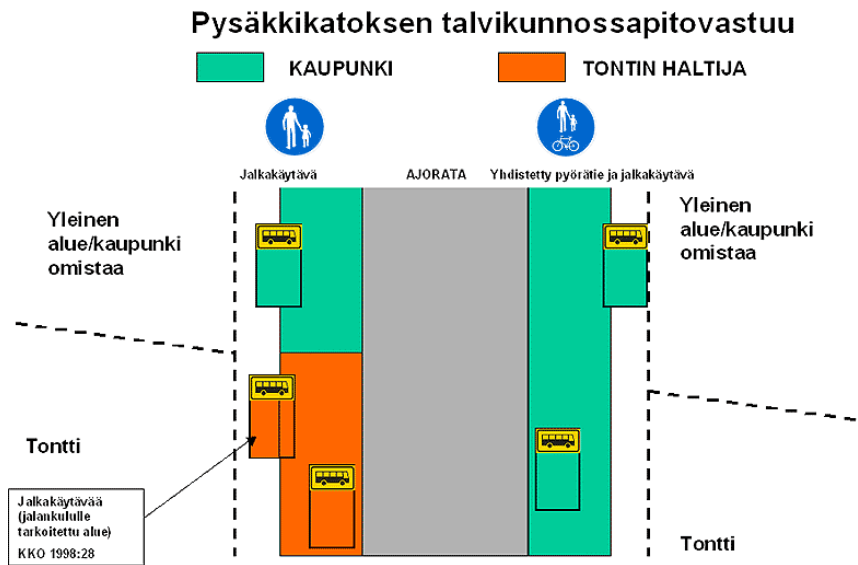 Pysäkkikatoksen talvikunnossapitovastuu
KAUPUNKI
TONTIN HALTIJA
Jalkakäytävä
AJORATA
Yhdistetty pyörätie ja jalkakäytävä
Yleinen
alue/kaupunki
omistaa
Yleinen
alue/kaupunki
omistaa
Tontti
Jalkakäytävää
(jalankululle
tarkoitettu alue)
KKO 1998:28
Tontti